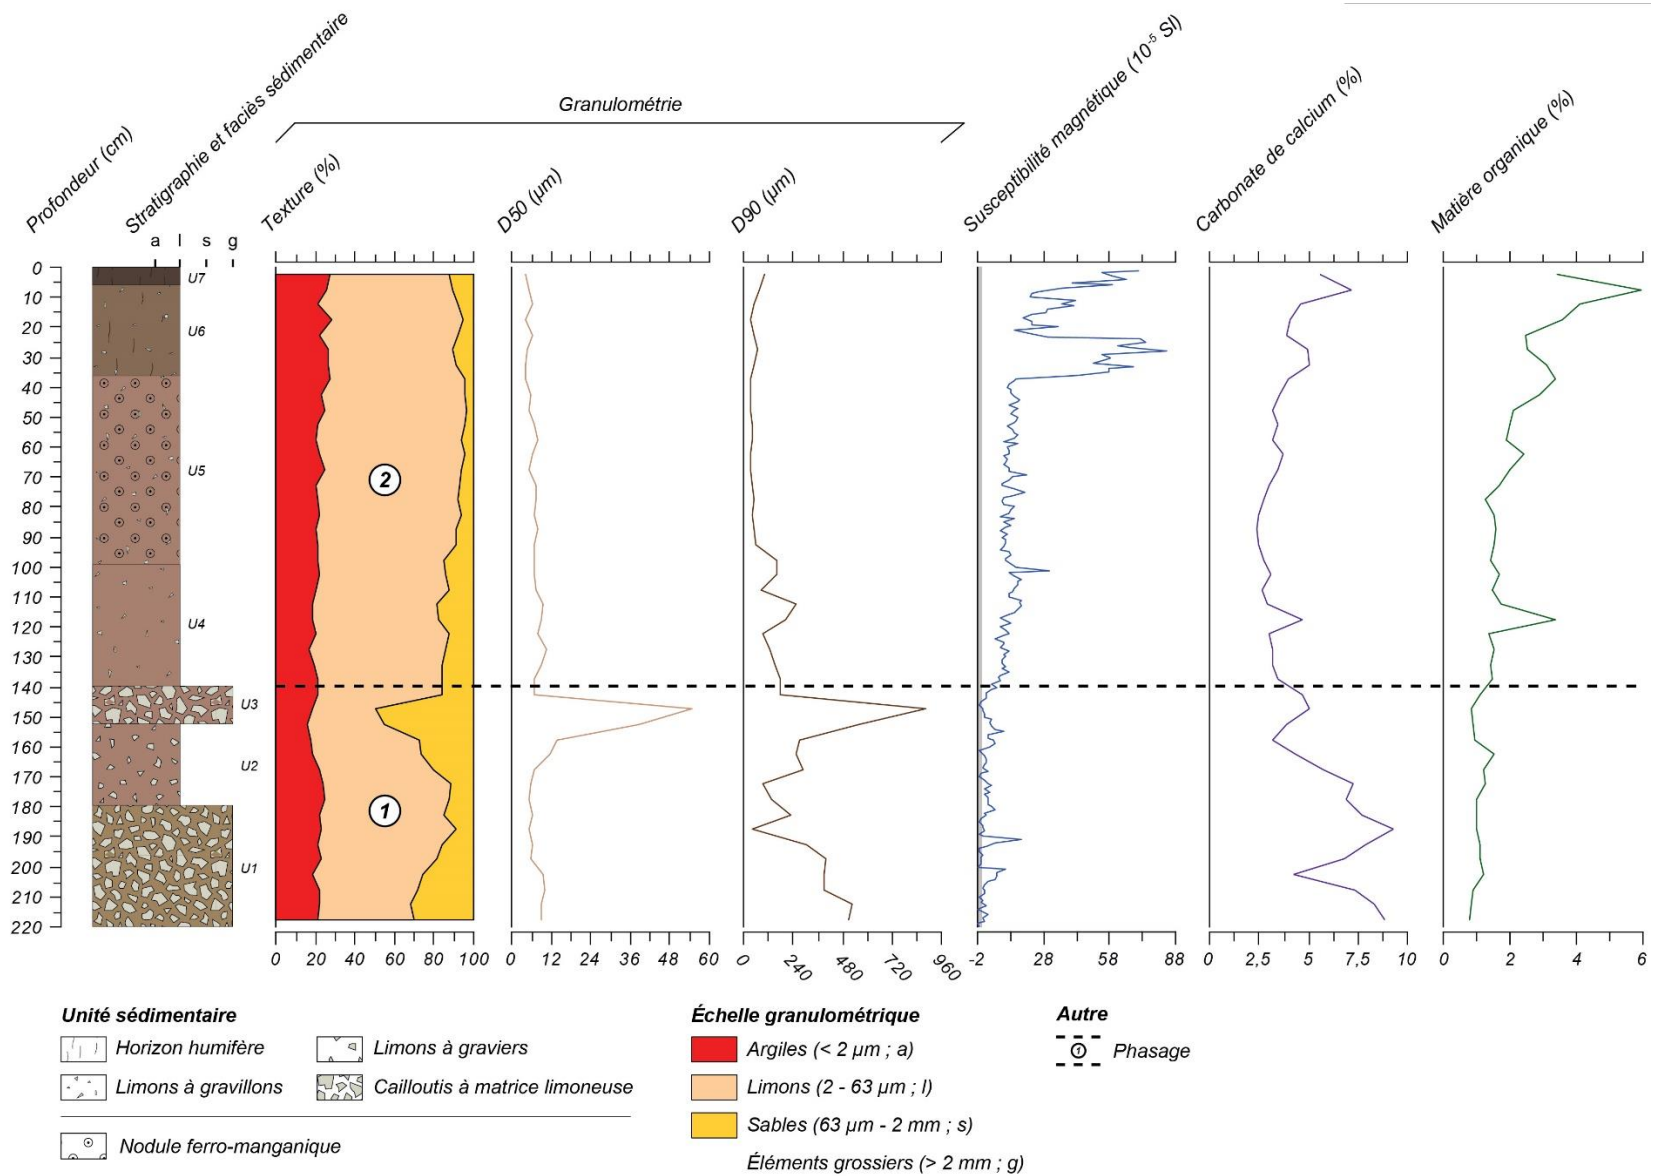 Profondeur (cm)
Stratigraphie et faciès sédimentaire
Granulométrie
Texture (%)
D50 (µm)
D90 (µm)
Susceptibilité magnétique (10⁻⁵ SI)
Carbonate de calcium (%)
Matière organique (%)
a l s g
0
10
20
30
40
50
60
70
80
90
100
110
120
130
140
150
160
170
180
190
200
210
220
U7
U6
U5
U4
U3
U2
U1
2
1
0 20 40 60 80 100
0 12 24 36 48 60
0 240 480 720 960
-2 28 58 88
0 2,5 5 7,5 10
0 2 4 6
Unité sédimentaire
Horizon humifère
Limons à graviers
Limons à gravillons
Cailloutis à matrice limoneuse
Nodule ferro-manganique
Échelle granulométrique
Argiles (< 2 µm ; a)
Limons (2 - 63 µm ; l)
Sables (63 µm - 2 mm ; s)
Éléments grossiers (> 2 mm ; g)
Autre
1 Phasage